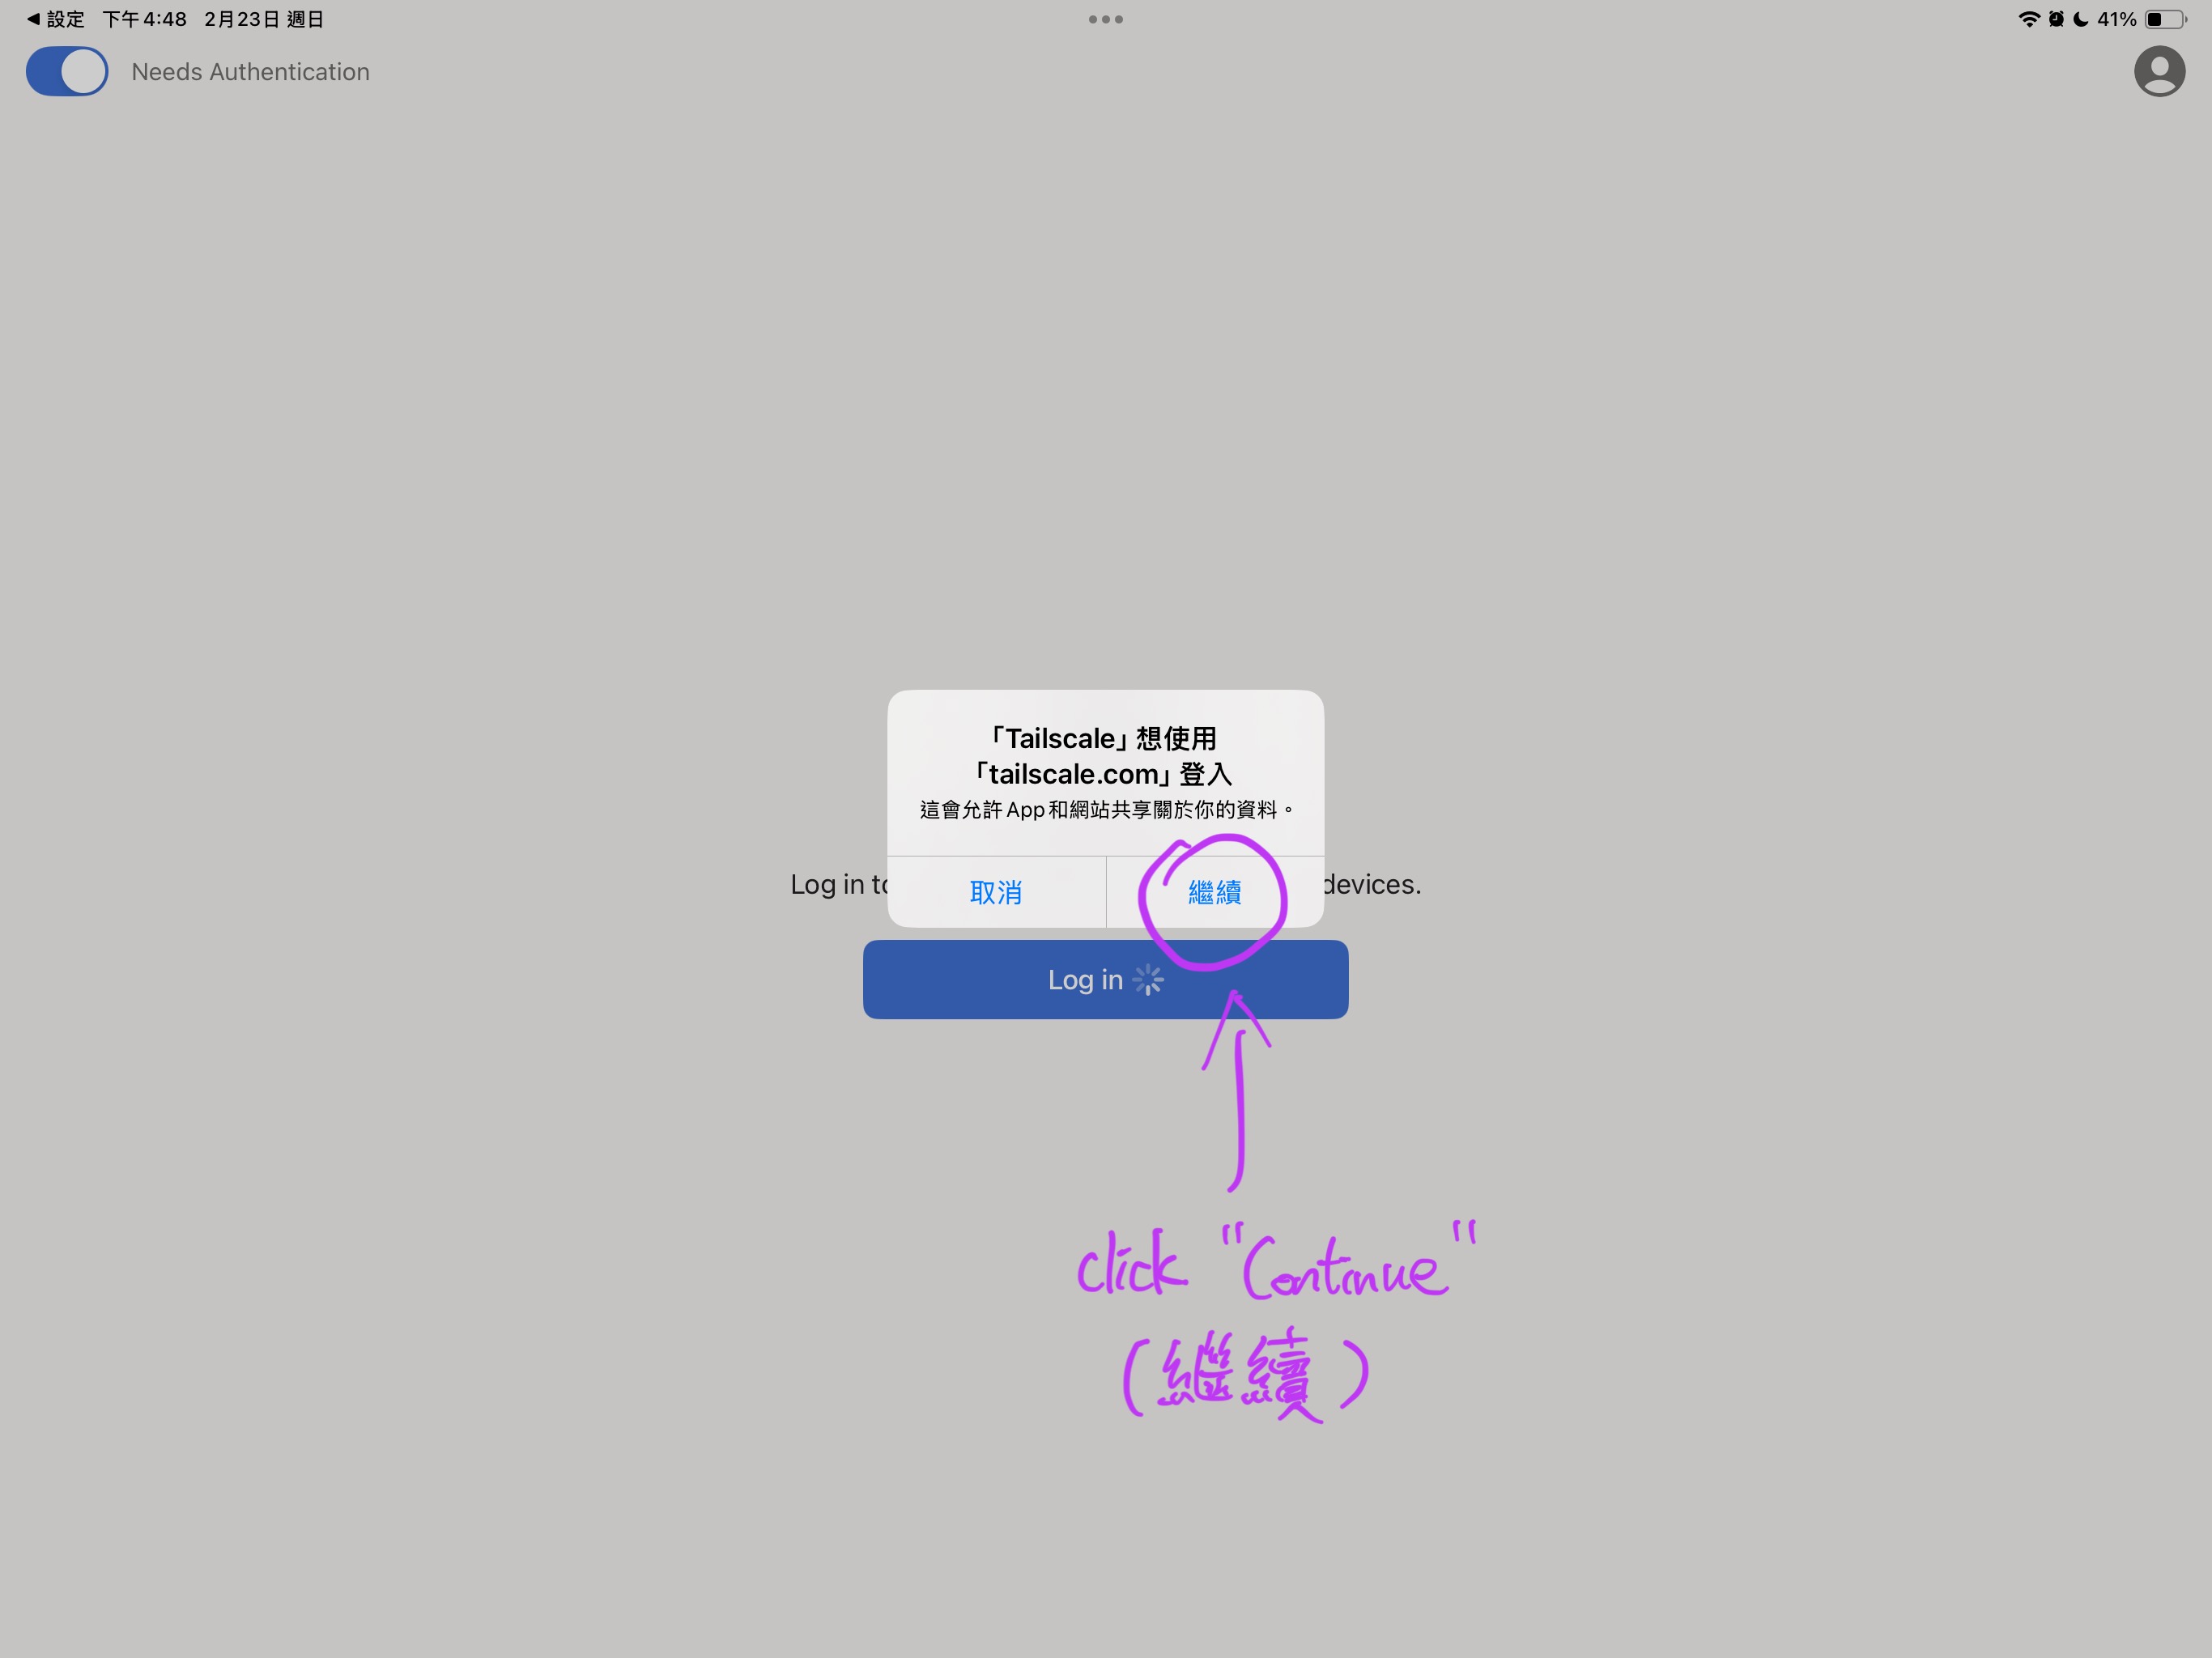 ◀ 設定 下午4:48 2月23日 週日 41%
Needs Authentication
「Tailscale」想使用
「tailscale.com」登入
這會允許 App 和網站共享關於你的資料。
Log in to devices.
取消 繼續
Log in
click "Continue"
(繼續)